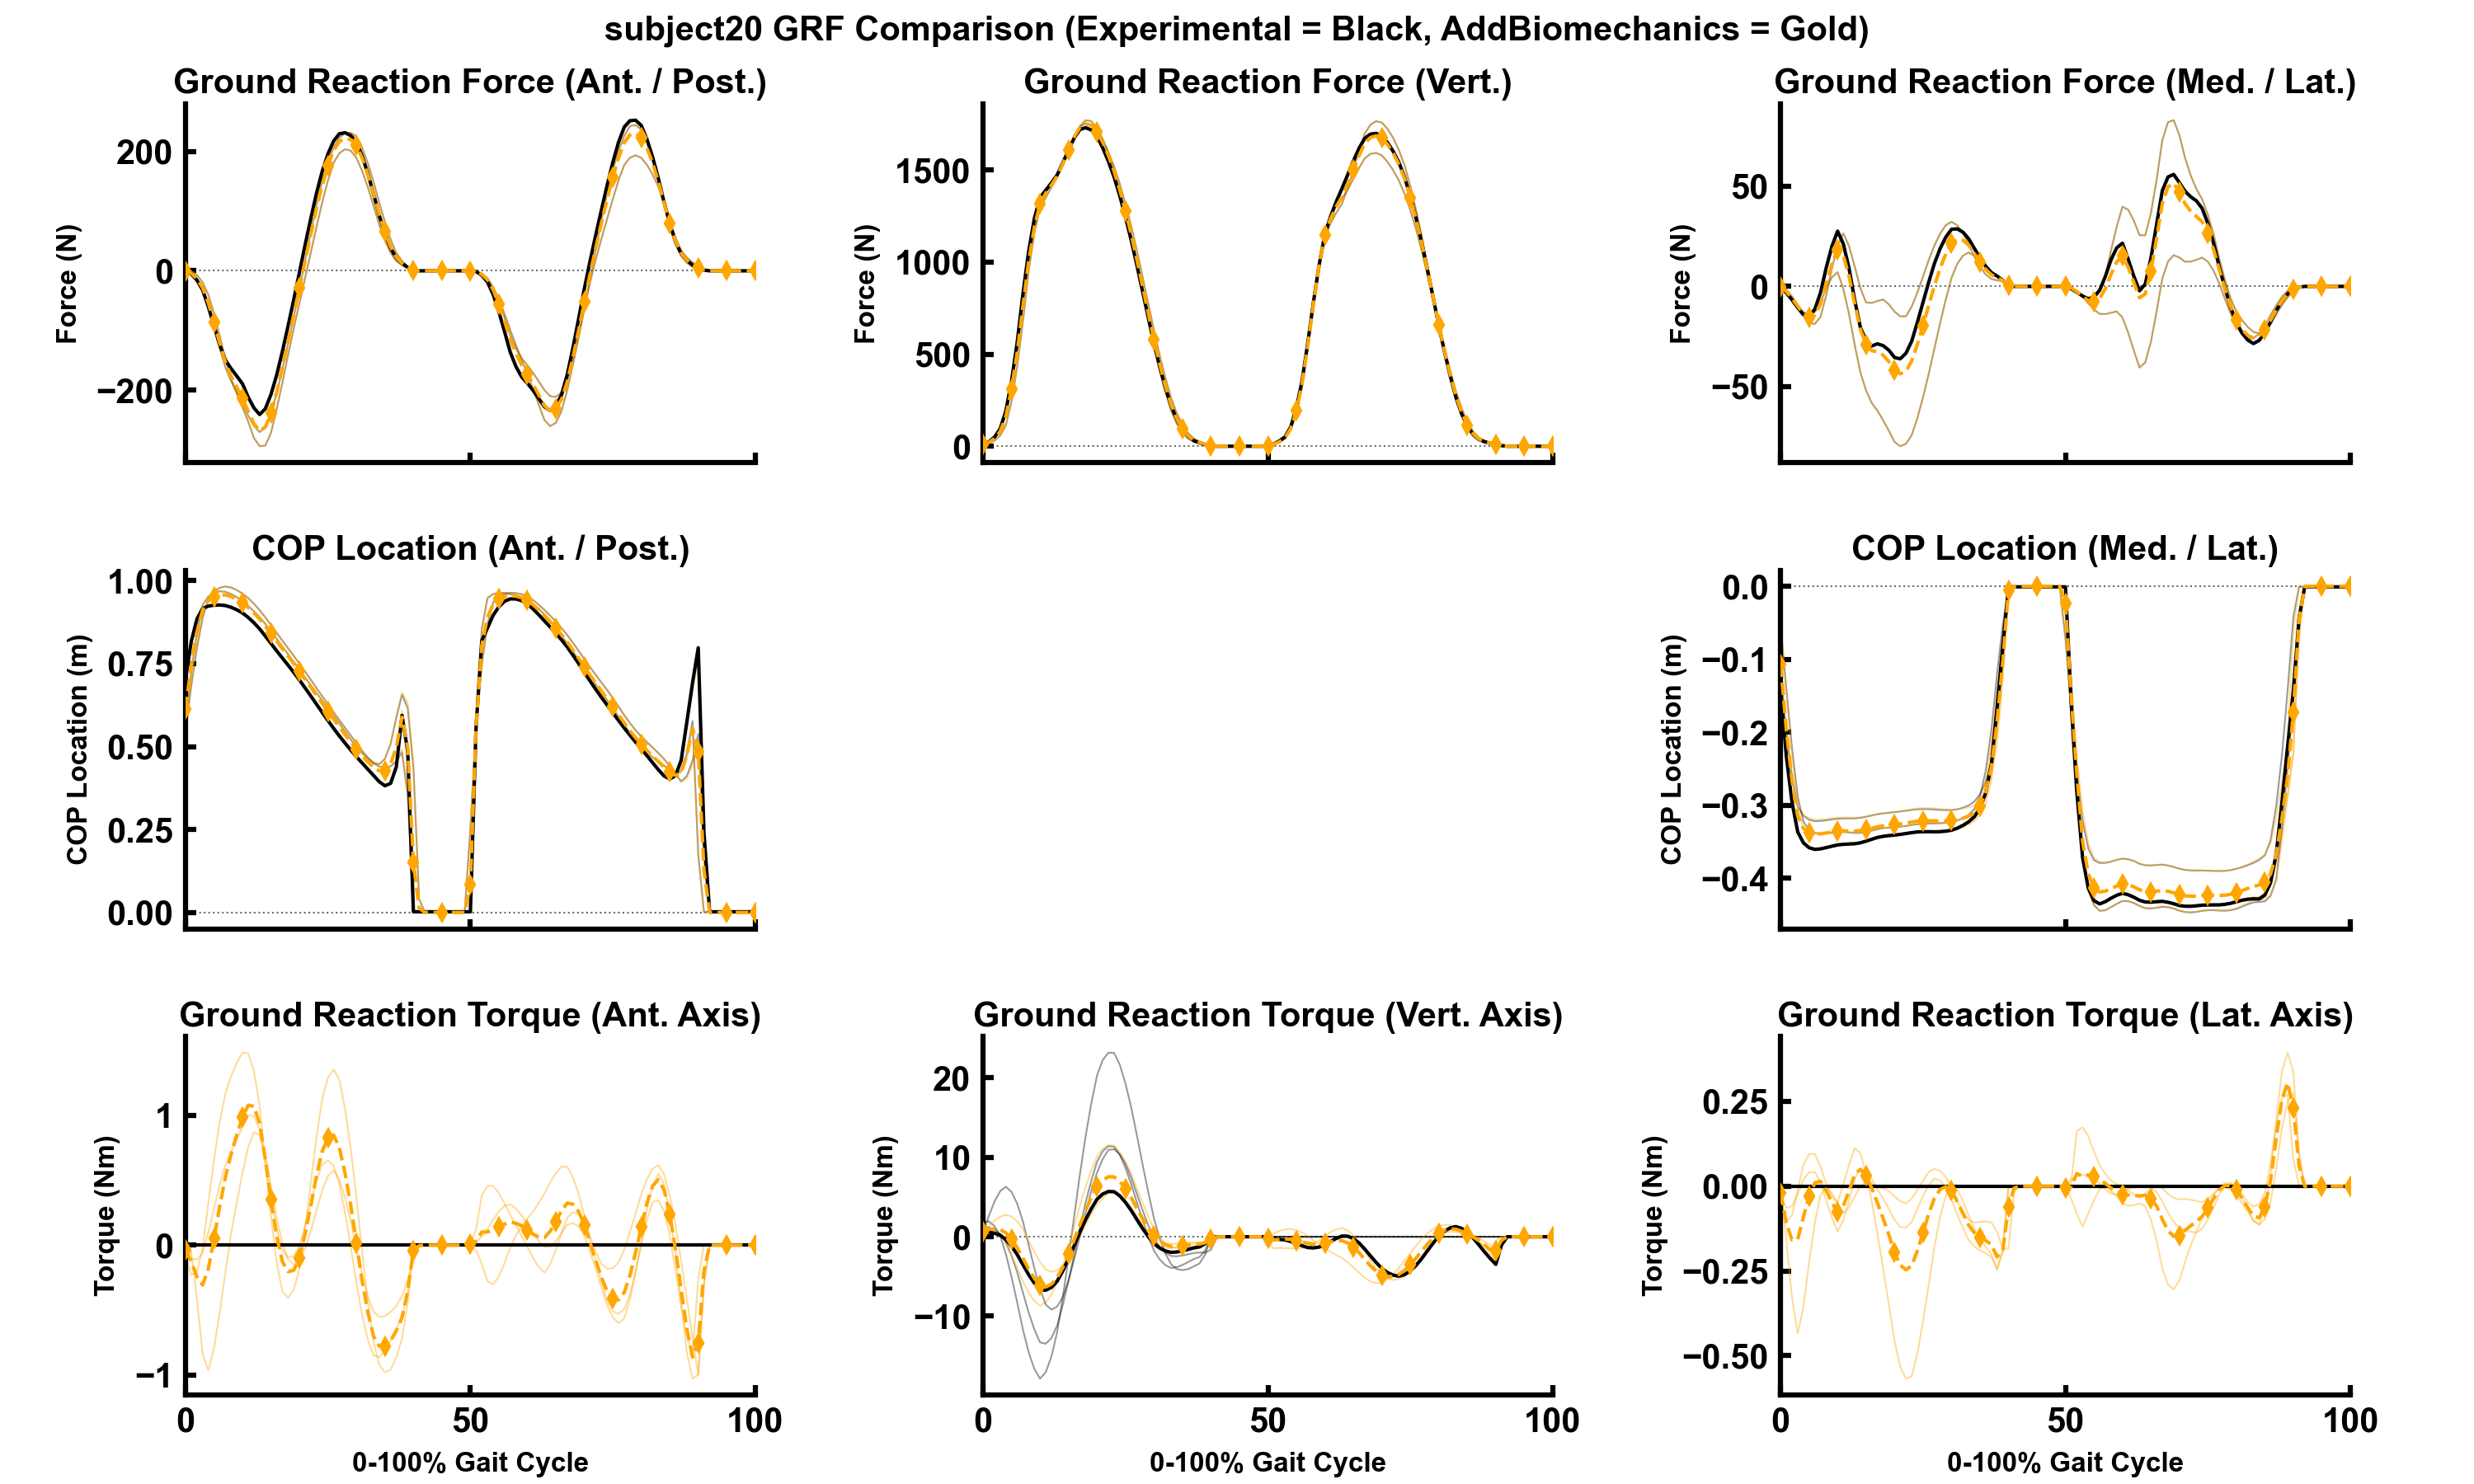 subject20 GRF Comparison (Experimental = Black, AddBiomechanics = Gold)
Ground Reaction Force (Ant. / Post.)
Force (N)
200
0
−200
Ground Reaction Force (Vert.)
Force (N)
1500
1000
500
0
Ground Reaction Force (Med. / Lat.)
Force (N)
50
0
−50
COP Location (Ant. / Post.)
COP Location (m)
1.00
0.75
0.50
0.25
0.00
COP Location (Med. / Lat.)
COP Location (m)
0.0
−0.1
−0.2
−0.3
−0.4
Ground Reaction Torque (Ant. Axis)
Torque (Nm)
1
0
−1
0 50 100
0-100% Gait Cycle
Ground Reaction Torque (Vert. Axis)
Torque (Nm)
20
10
0
−10
0 50 100
0-100% Gait Cycle
Ground Reaction Torque (Lat. Axis)
Torque (Nm)
0.25
0.00
−0.25
−0.50
0 50 100
0-100% Gait Cycle